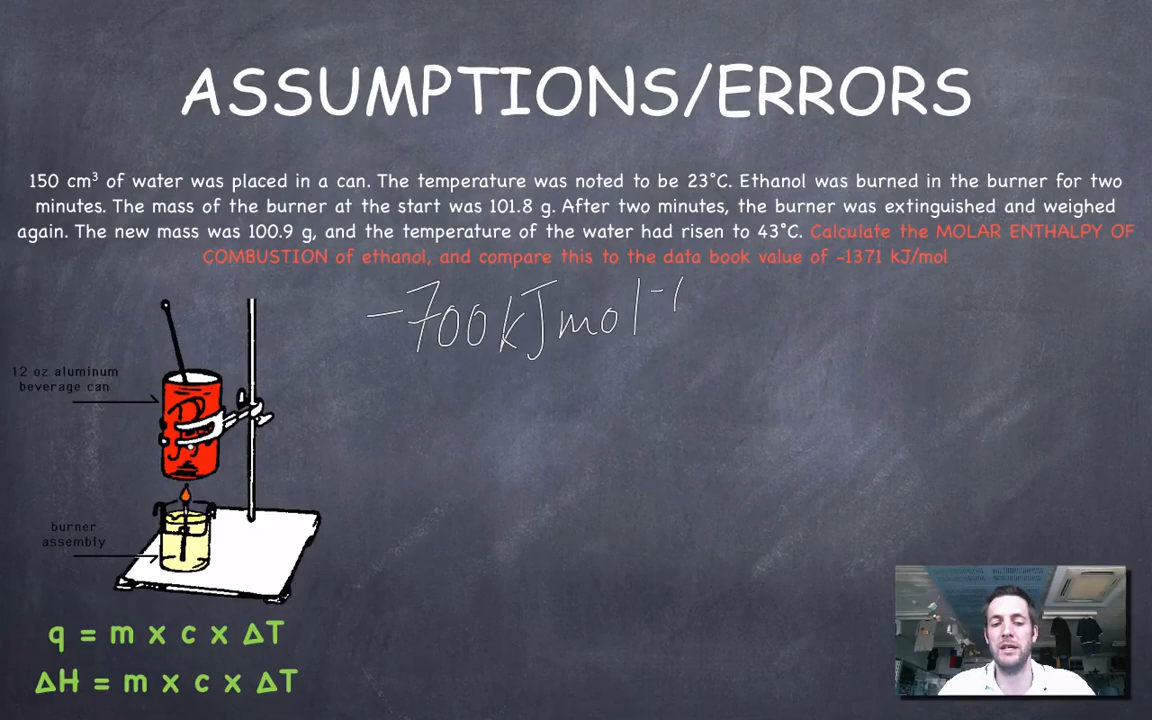 ASSUMPTIONS/ERRORS
150 cm³ of water was placed in a can. The temperature was noted to be 23°C. Ethanol was burned in the burner for two
minutes. The mass of the burner at the start was 101.8 g. After two minutes, the burner was extinguished and weighed
again. The new mass was 100.9 g, and the temperature of the water had risen to 43°C. Calculate the MOLAR ENTHALPY OF
COMBUSTION of ethanol, and compare this to the data book value of -1371 kJ/mol
-700 kJ mol⁻¹
12 oz aluminum
beverage can
burner
assembly
q = m x c x ΔT
ΔH = m x c x ΔT